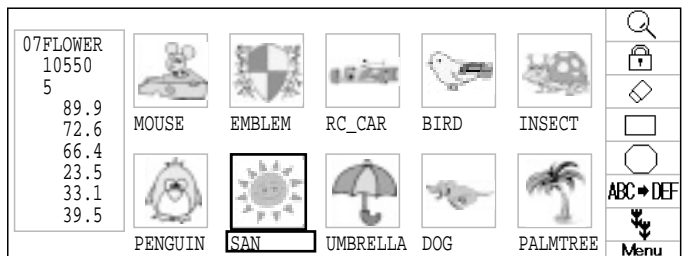 07FLOWER
10550
5
89.9
72.6
66.4
23.5
33.1
39.5
MOUSE EMBLEM RC_CAR BIRD INSECT
PENGUIN SAN UMBRELLA DOG PALMTREE
ABC➡DEF
Menu